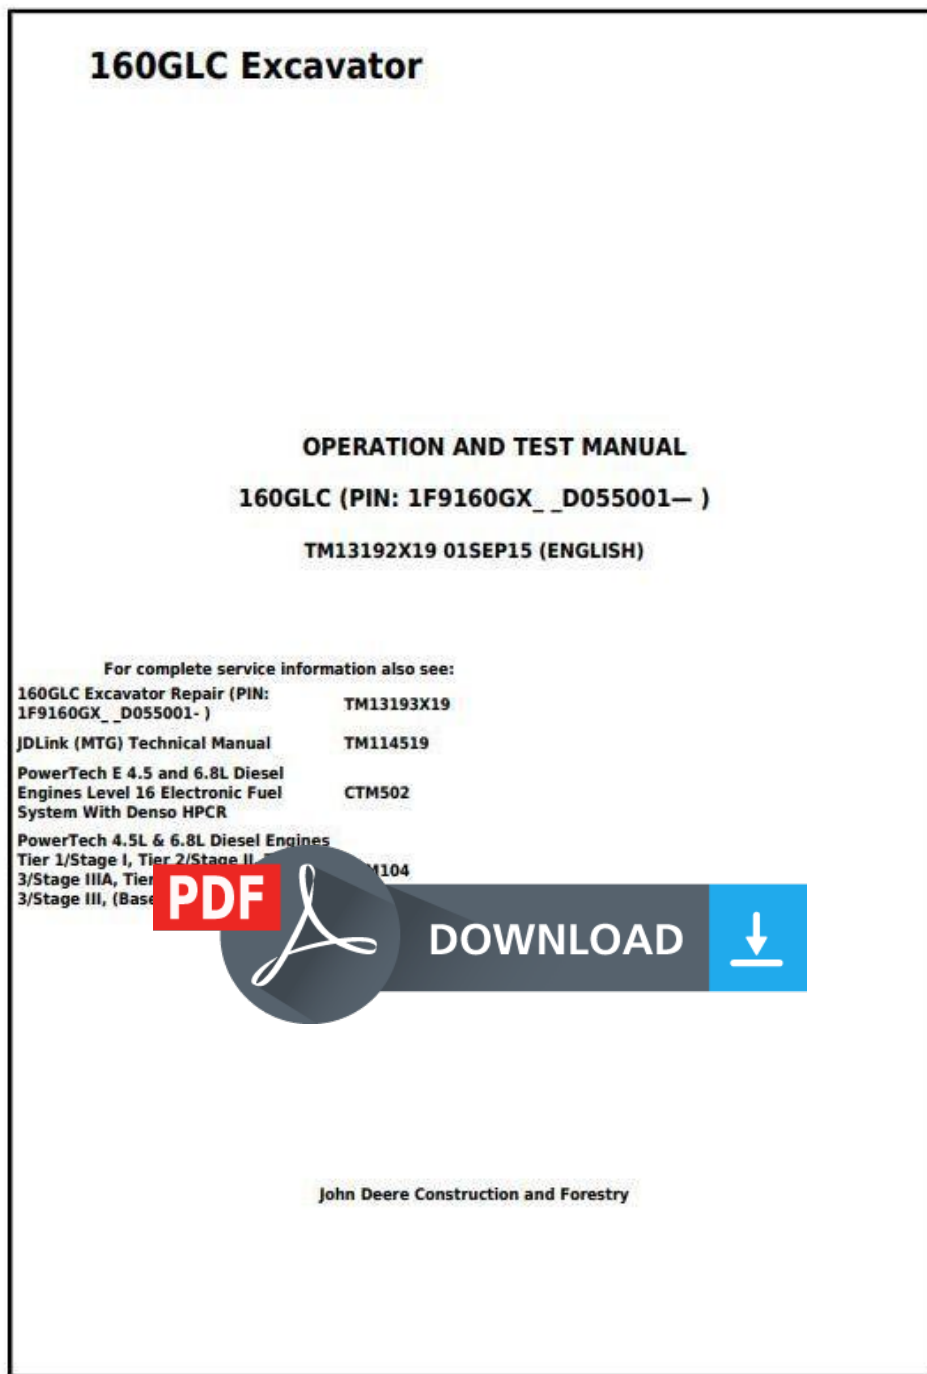 160GLC Excavator
OPERATION AND TEST MANUAL
160GLC (PIN: 1F9160GX_ _D055001— )
TM13192X19 01SEP15 (ENGLISH)
For complete service information also see:
160GLC Excavator Repair (PIN:
1F9160GX_ _D055001- )
TM13193X19
JDLink (MTG) Technical Manual
TM114519
PowerTech E 4.5 and 6.8L Diesel
Engines Level 16 Electronic Fuel
System With Denso HPCR
CTM502
PowerTech 4.5L & 6.8L Diesel Engines
Tier 1/Stage I, Tier 2/Stage II,
3/Stage IIIA, Tier
3/Stage III, (Base
PDF
DOWNLOAD
John Deere Construction and Forestry